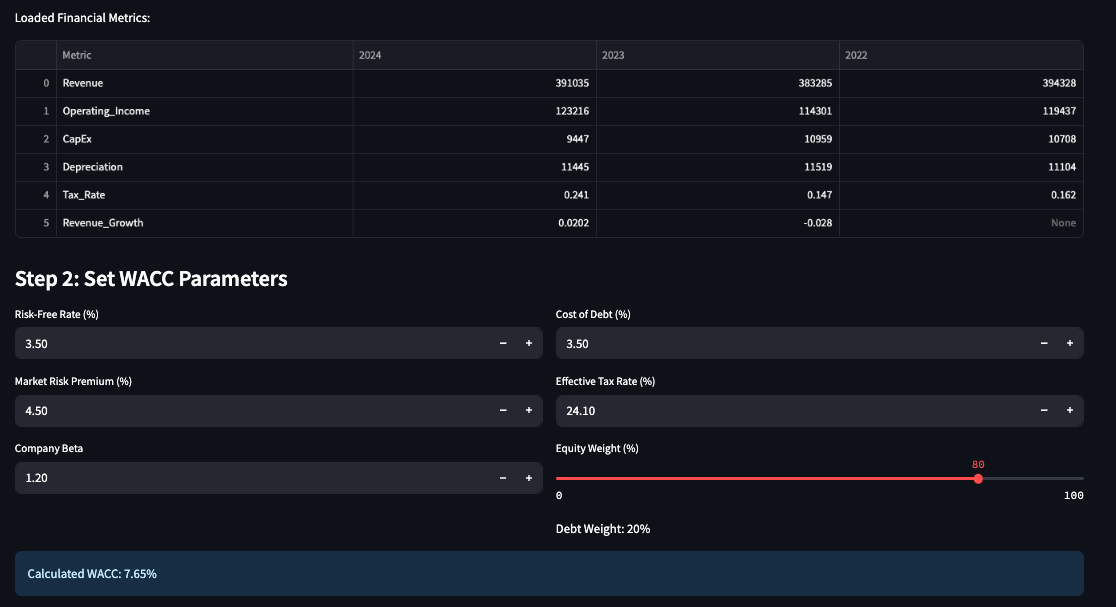 Loaded Financial Metrics:
Metric 2024 2023 2022
0 Revenue 391035 383285 394328
1 Operating_Income 123216 114301 119437
2 CapEx 9447 10959 10708
3 Depreciation 11445 11519 11104
4 Tax_Rate 0.241 0.147 0.162
5 Revenue_Growth 0.0202 -0.028 None
Step 2: Set WACC Parameters
Risk-Free Rate (%) Cost of Debt (%)
3.50 − + 3.50 − +
Market Risk Premium (%) Effective Tax Rate (%)
4.50 − + 24.10 − +
Company Beta Equity Weight (%)
80
1.20 − +
0 100
Debt Weight: 20%
Calculated WACC: 7.65%